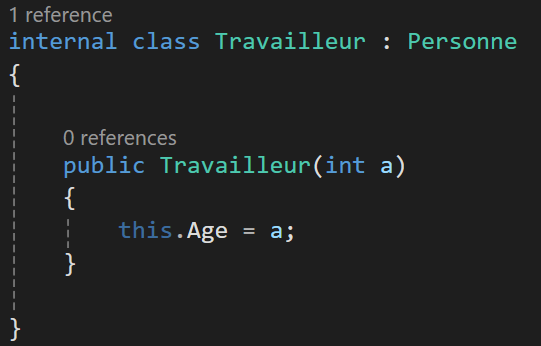 1 reference
internal class Travailleur : Personne
{
0 references
public Travailleur(int a)
{
this.Age = a;
}
}